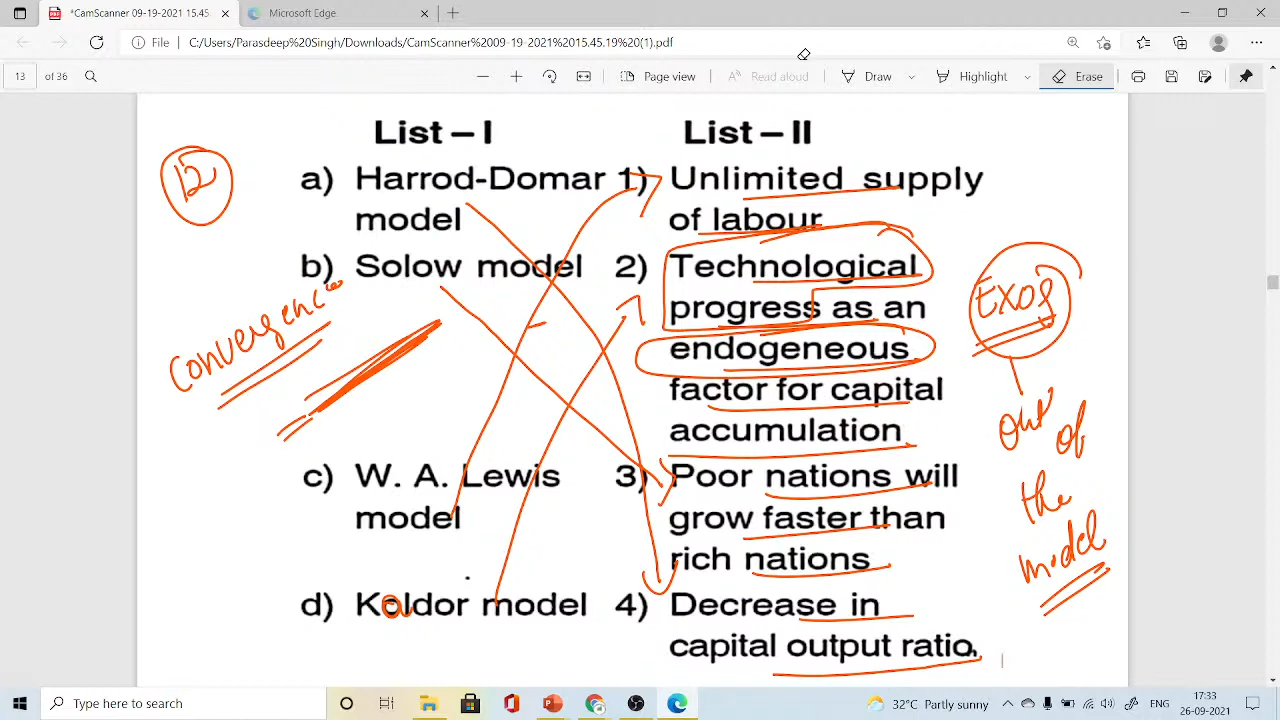 *CamScanner 09-19-2021 15.45
Microsoft Edge
File
C:/Users/Paradeep%20Singh/Downloads/CamScanner%2009-19-2021%2015.45.19%20(1).pdf
13 of 36
Page view
Read aloud
Draw
Highlight
Erase
List – I List – II
12
a) Harrod-Domar 1) Unlimited supply
model of labour
b) Solow model 2) Technological
progress as an
Exog
Convergence
endogeneous
factor for capital
out of
accumulation
c) W. A. Lewis 3) Poor nations will
the
model grow faster than
model
rich nations
d) Kaldor model 4) Decrease in
capital output ratio.
Type here to search
32°C Partly sunny
ENG
17:33
26-09-2021